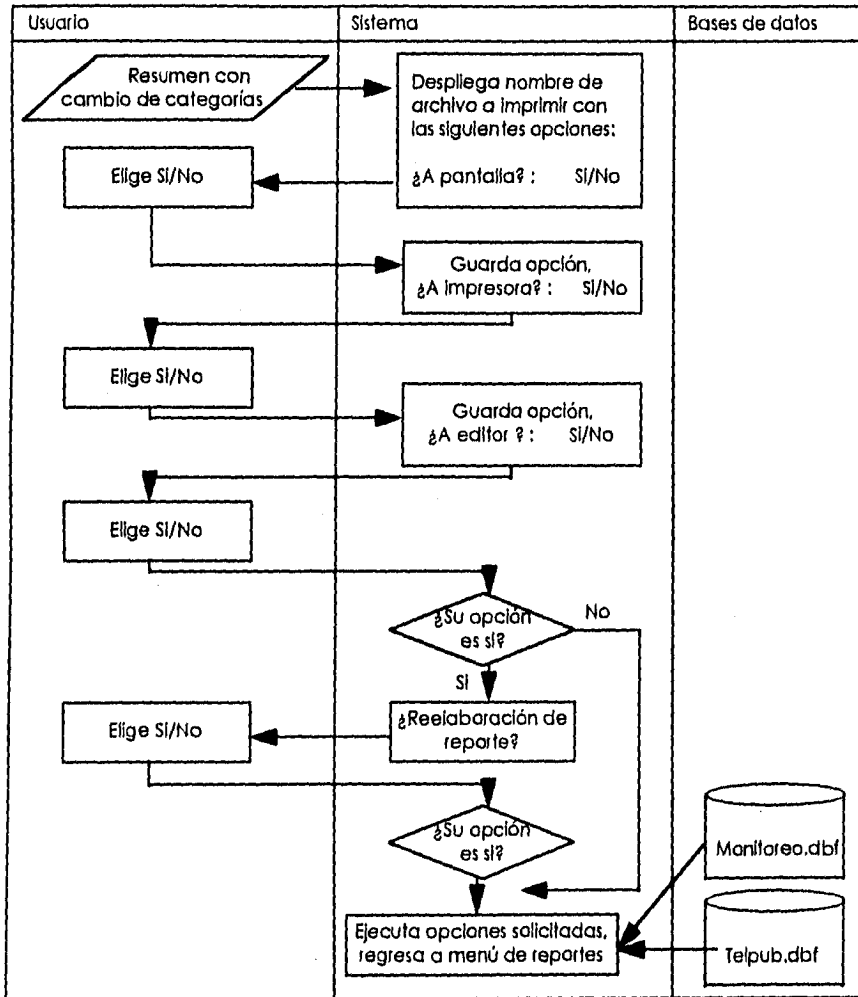 Usuario
Sistema
Bases de datos
Resumen con
cambio de categorías
Despliega nombre de
archivo a imprimir con
las siguientes opciones:
¿A pantalla? : Si/No
Elige Si/No
Guarda opción,
¿A impresora? : Si/No
Elige Si/No
Guarda opción,
¿A editor ? : Si/No
Elige Si/No
¿Su opción
es sí?
No
Si
¿Reelaboración de
reporte?
Elige Si/No
¿Su opción
es sí?
Monitoreo.dbf
Ejecuta opciones solicitadas,
regresa a menú de reportes
Telpub.dbf